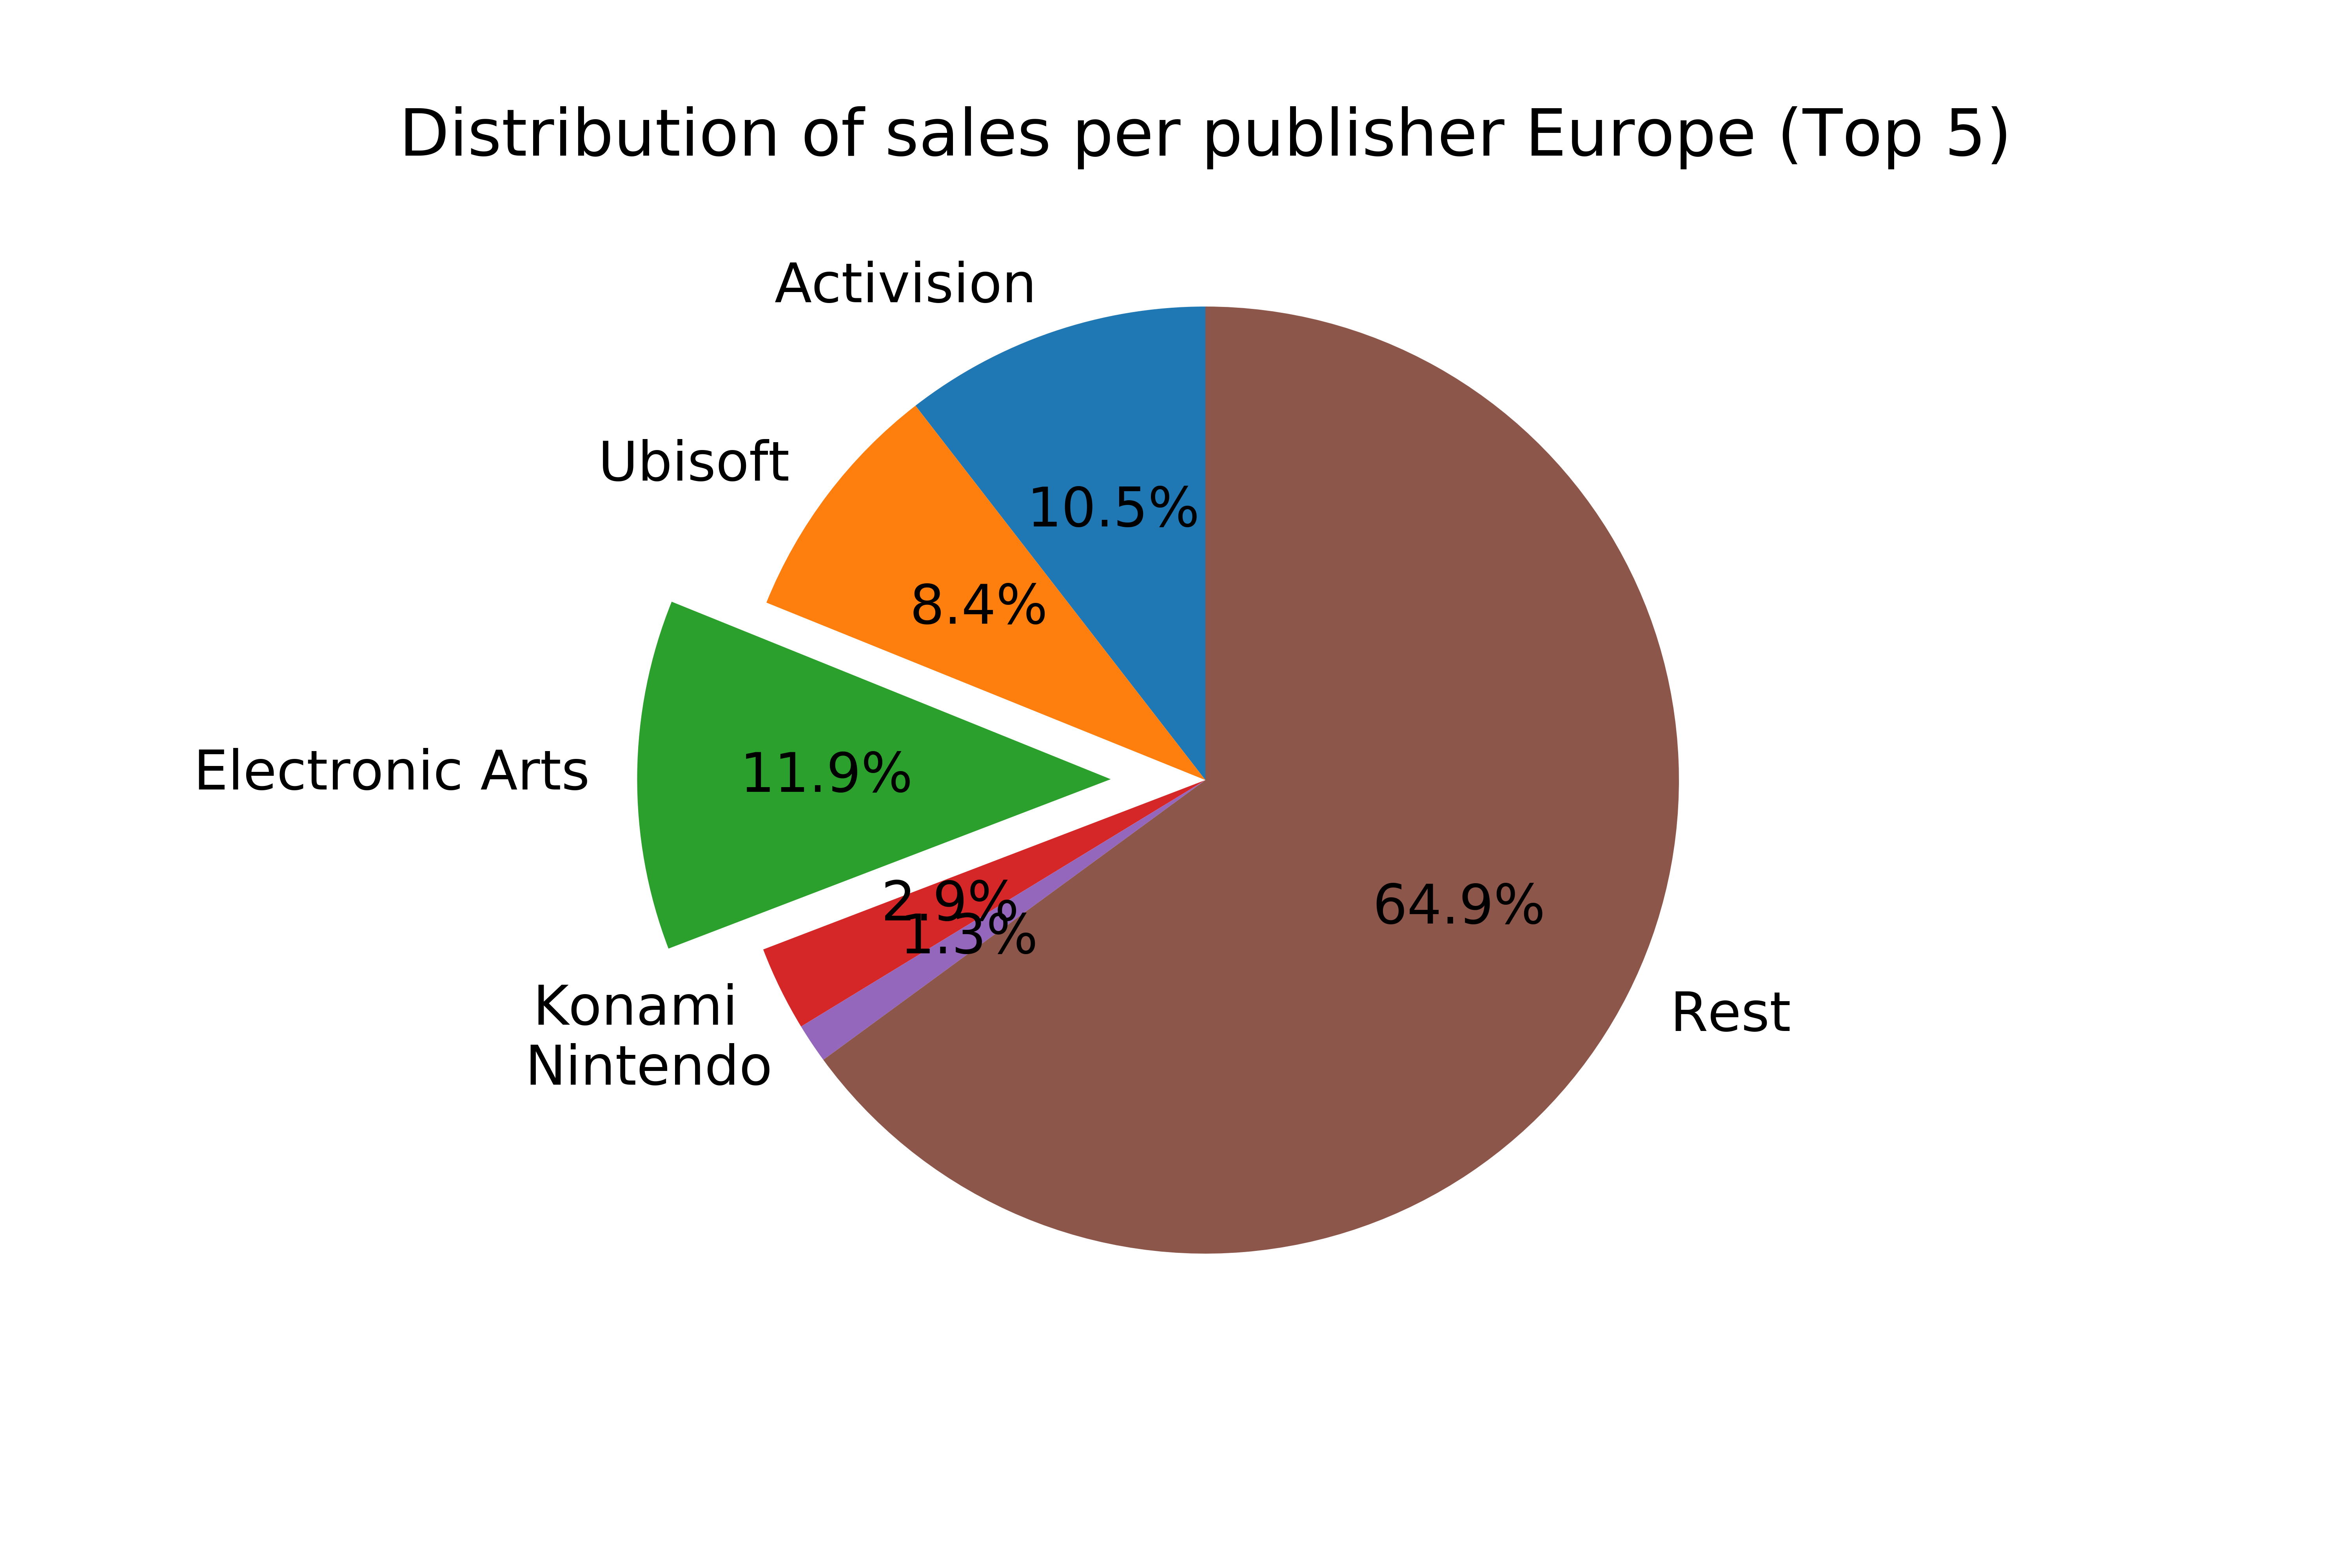 Distribution of sales per publisher Europe (Top 5)
Activision
10.5%
Ubisoft
8.4%
Electronic Arts
11.9%
2.9%
1.3%
64.9%
Konami
Rest
Nintendo